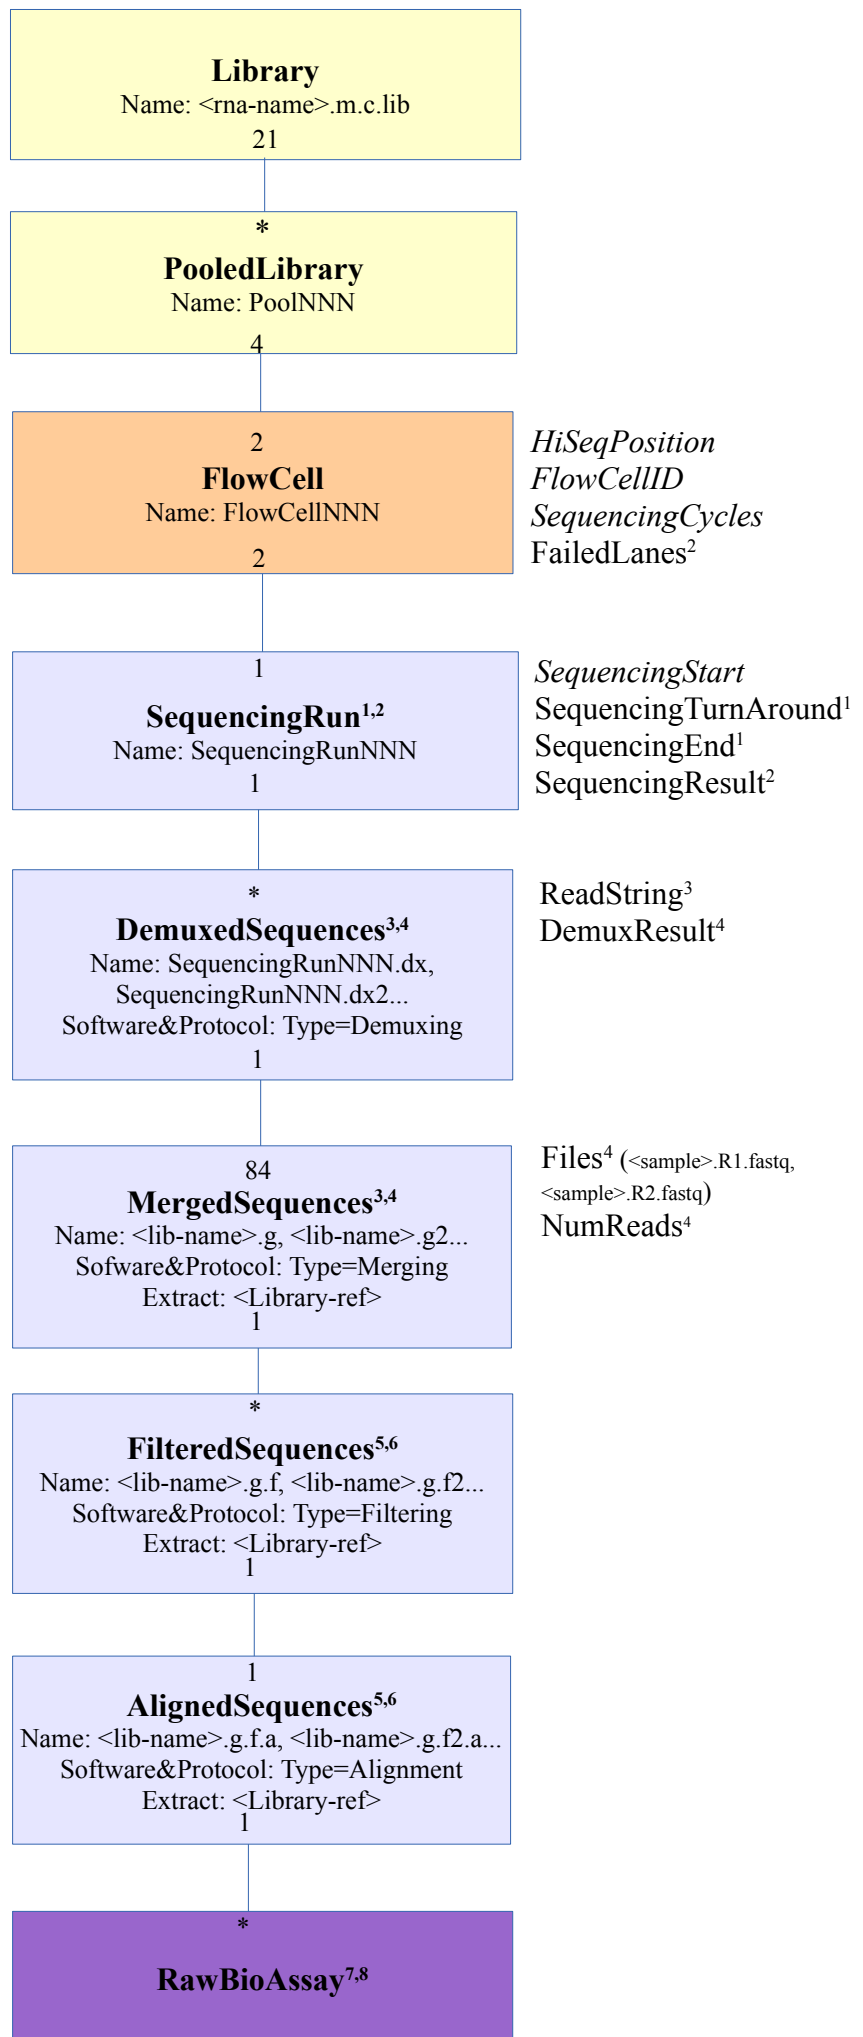 Library
Name: <rna-name>.m.c.lib
21
*
PooledLibrary
Name: PoolNNN
4
2
FlowCell
Name: FlowCellNNN
2
HiSeqPosition
FlowCellID
SequencingCycles
FailedLanes²
1
SequencingRun¹,²
Name: SequencingRunNNN
1
SequencingStart
SequencingTurnAround¹
SequencingEnd¹
SequencingResult²
*
DemuxedSequences³,⁴
Name: SequencingRunNNN.dx,
SequencingRunNNN.dx2...
Software&Protocol: Type=Demuxing
1
ReadString³
DemuxResult⁴
84
MergedSequences³,⁴
Name: <lib-name>.g, <lib-name>.g2...
Sofware&Protocol: Type=Merging
Extract: <Library-ref>
1
Files⁴ (<sample>.R1.fastq,
<sample>.R2.fastq)
NumReads⁴
*
FilteredSequences⁵,⁶
Name: <lib-name>.g.f, <lib-name>.g.f2...
Software&Protocol: Type=Filtering
Extract: <Library-ref>
1
1
AlignedSequences⁵,⁶
Name: <lib-name>.g.f.a, <lib-name>.g.f2.a...
Software&Protocol: Type=Alignment
Extract: <Library-ref>
1
*
RawBioAssay⁷,⁸